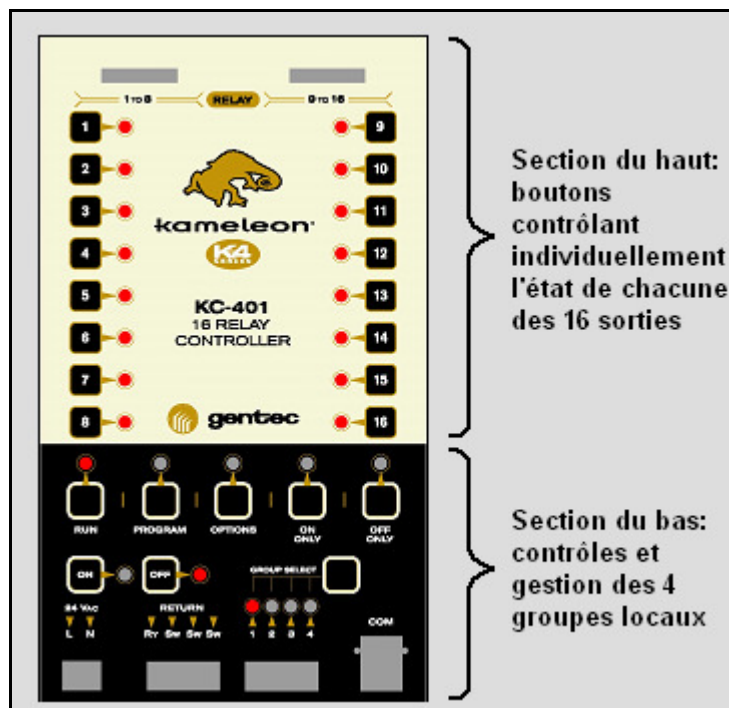 1 TO 8 RELAY 9 TO 16
1 9
2 10
3 11
kameleon
4 K4 SERIES 12
5 13
KC-401
16 RELAY
CONTROLLER
6 14
7 15
8 gentec 16
Section du haut:
boutons
contrôlant
individuellement
l'état de chacune
des 16 sorties
RUN PROGRAM OPTIONS ON ONLY OFF ONLY
ON OFF GROUP SELECT
24 VAC RETURN COM
L N RY SW SW SW 1 2 3 4
Section du bas:
contrôles et
gestion des 4
groupes locaux